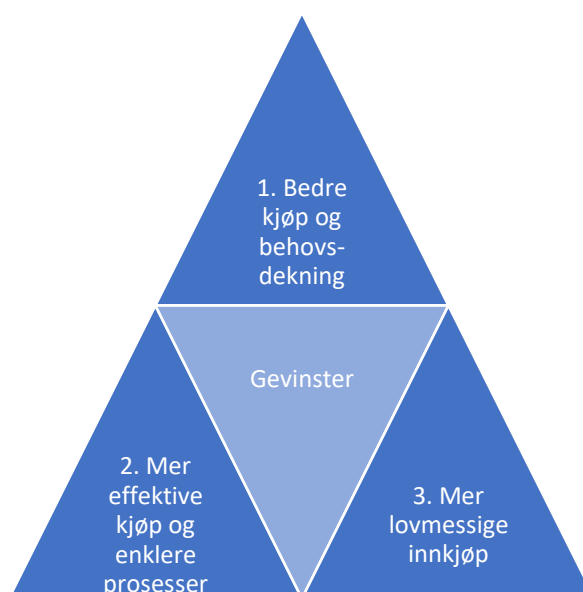 1. Bedre
kjøp og
behovs-
dekning
Gevinster
2. Mer
effektive
kjøp og
enklere
prosesser
3. Mer
lovmessige
innkjøp